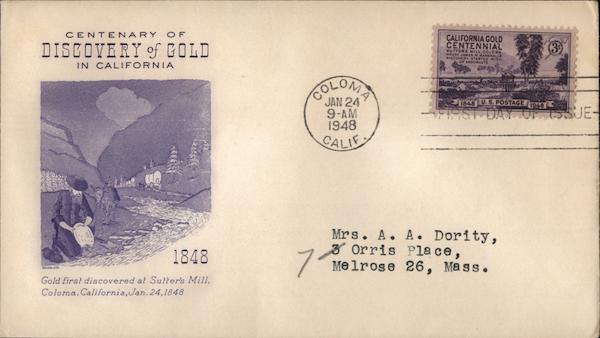 CENTENARY OF
DISCOVERY of GOLD
IN CALIFORNIA
1848
Gold first discovered at Sutter's Mill,
Coloma, California, Jan. 24, 1848
COLOMA
JAN 24
9-AM
1948
CALIF.
CALIFORNIA GOLD
CENTENNIAL
3¢
1848 U.S. POSTAGE 1948
FIRST DAY OF ISSUE
Mrs. A. A. Dority,
7 3 Orris Place,
Melrose 26, Mass.